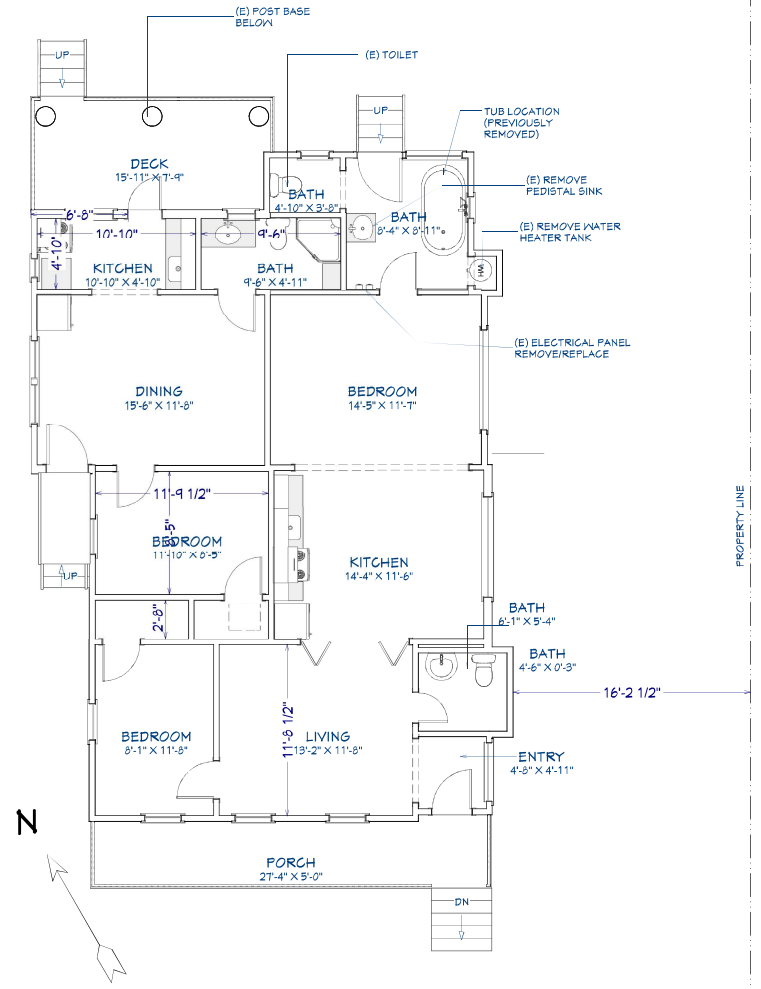 (E) POST BASE
BELOW
(E) TOILET
UP
UP
TUB LOCATION
(PREVIOUSLY
REMOVED)
DECK
15'-11" X 7'-9"
(E) REMOVE
PEDISTAL SINK
BATH
4'-10" X 3'-8"
BATH
8'-4" X 8'-11"
6'-8"
(E) REMOVE WATER
HEATER TANK
10'-10"
9'-6"
4'-10"
KITCHEN
10'-10" X 4'-10"
BATH
9'-6" X 4'-11"
HW
(E) ELECTRICAL PANEL
REMOVE/REPLACE
DINING
15'-6" X 11'-8"
BEDROOM
14'-5" X 11'-7"
11'-9 1/2"
PROPERTY LINE
BEDROOM
11'-10" X 8'-5"
KITCHEN
14'-4" X 11'-6"
UP
2'-8"
BATH
6'-1" X 5'-4"
BATH
4'-6" X 0'-3"
16'-2 1/2"
11'-8 1/2"
BEDROOM
8'-1" X 11'-8"
LIVING
13'-2" X 11'-8"
ENTRY
4'-8" X 4'-11"
N
PORCH
27'-4" X 5'-0"
DN